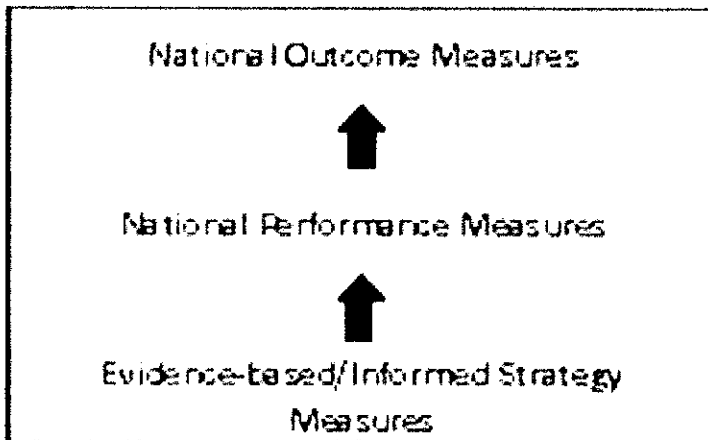 National Outcome Measures
National Performance Measures
Evidence-based/Informed Strategy
Measures